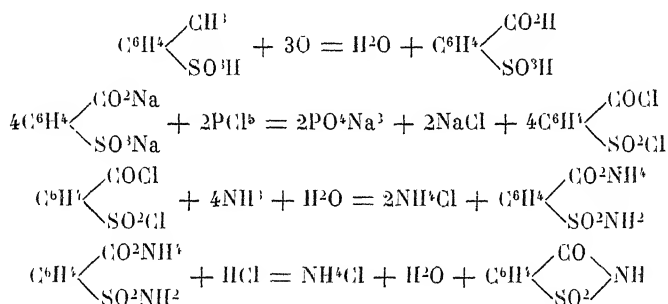 CH³ CO²H
C⁶H⁴ + 3O = H²O + C⁶H⁴
SO³H SO³H
CO²Na COCl
4C⁶H⁴ + 2PCl⁵ = 2PO⁴Na³ + 2NaCl + 4C⁶H⁴
SO³Na SO²Cl
COCl CO²NH⁴
C⁶H⁴ + 4NH³ + H²O = 2NH⁴Cl + C⁶H⁴
SO²Cl SO²NH²
CO²NH⁴ CO
C⁶H⁴ + HCl = NH⁴Cl + H²O + C⁶H⁴ NH
SO²NH² SO²